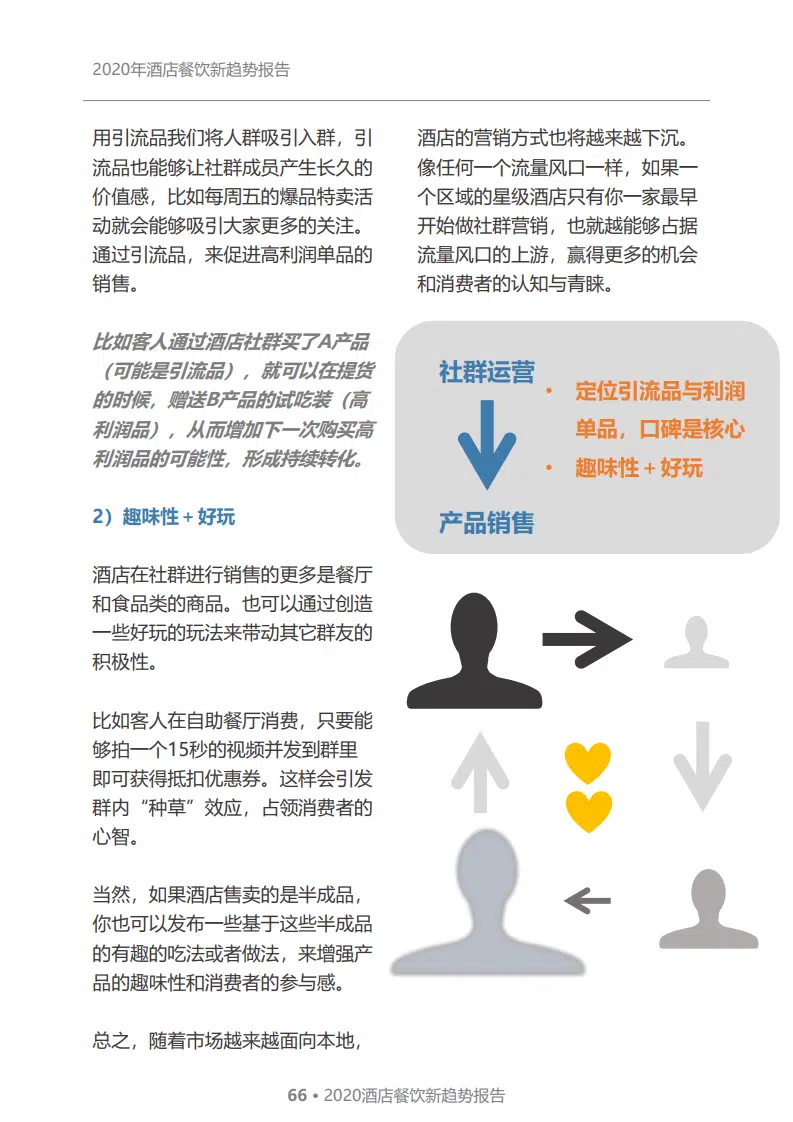 2020年酒店餐饮新趋势报告
用引流品我们将人群吸引入群，引
流品也能够让社群成员产生长久的
价值感，比如每周五的爆品特卖活
动就会能够吸引大家更多的关注。
通过引流品，来促进高利润单品的
销售。
比如客人通过酒店社群买了A产品
（可能是引流品），就可以在提货
的时候，赠送B产品的试吃装（高
利润品），从而增加下一次购买高
利润品的可能性，形成持续转化。
2）趣味性＋好玩
酒店在社群进行销售的更多是餐厅
和食品类的商品。也可以通过创造
一些好玩的玩法来带动其它群友的
积极性。
比如客人在自助餐厅消费，只要能
够拍一个15秒的视频并发到群里
即可获得抵扣优惠券。这样会引发
群内“种草”效应，占领消费者的
心智。
当然，如果酒店售卖的是半成品，
你也可以发布一些基于这些半成品
的有趣的吃法或者做法，来增强产
品的趣味性和消费者的参与感。
总之，随着市场越来越面向本地，
酒店的营销方式也将越来越下沉。
像任何一个流量风口一样，如果一
个区域的星级酒店只有你一家最早
开始做社群营销，也就越能够占据
流量风口的上游，赢得更多的机会
和消费者的认知与青睐。
社群运营
产品销售
• 定位引流品与利润
单品，口碑是核心
• 趣味性＋好玩
66 • 2020酒店餐饮新趋势报告